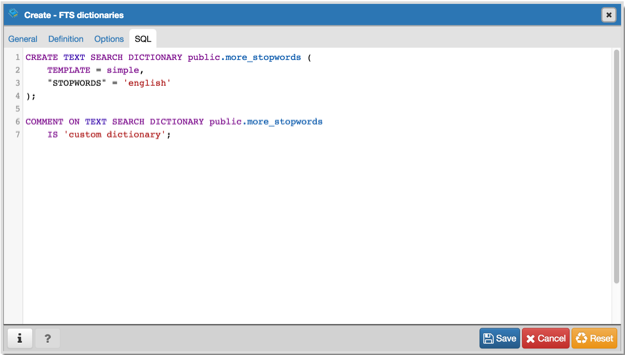 Create - FTS dictionaries
General Definition Options SQL
1 CREATE TEXT SEARCH DICTIONARY public.more_stopwords (
2 TEMPLATE = simple,
3 "STOPWORDS" = 'english'
4 );
5
6 COMMENT ON TEXT SEARCH DICTIONARY public.more_stopwords
7 IS 'custom dictionary';
i ? Save Cancel Reset